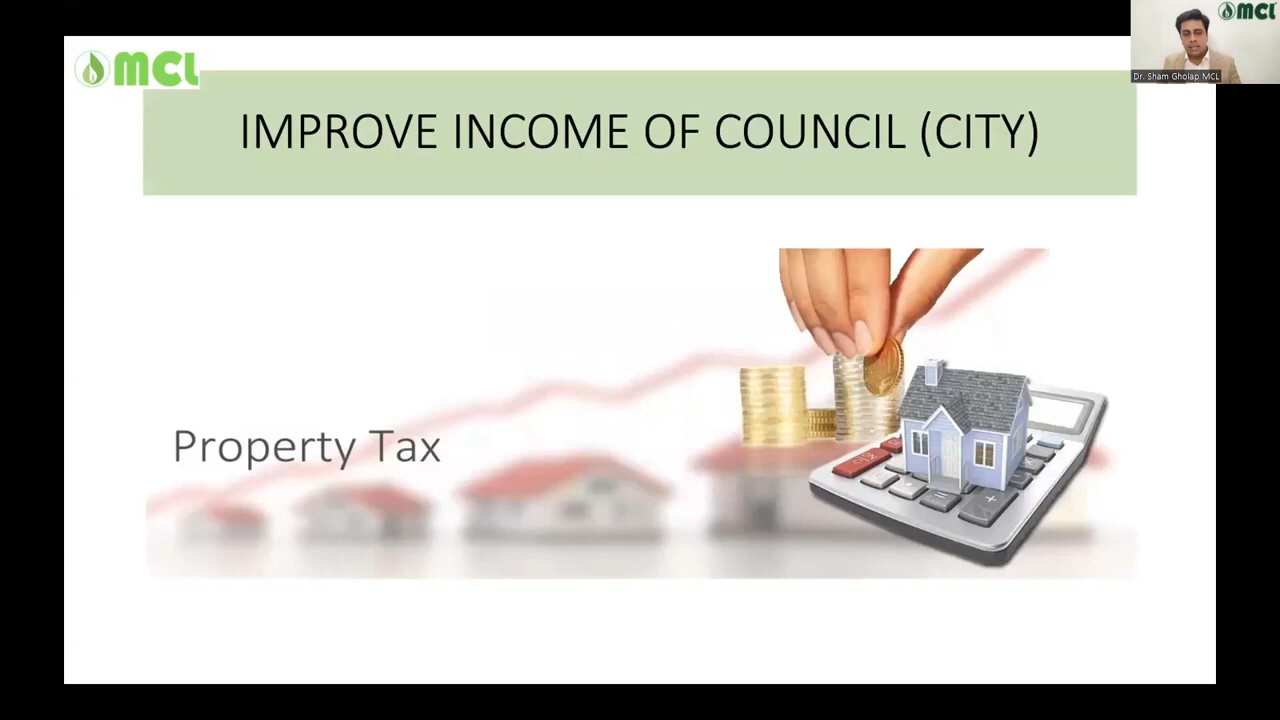 MCL
IMPROVE INCOME OF COUNCIL (CITY)
Property Tax
MCL
Dr. Sham Gholap MCL